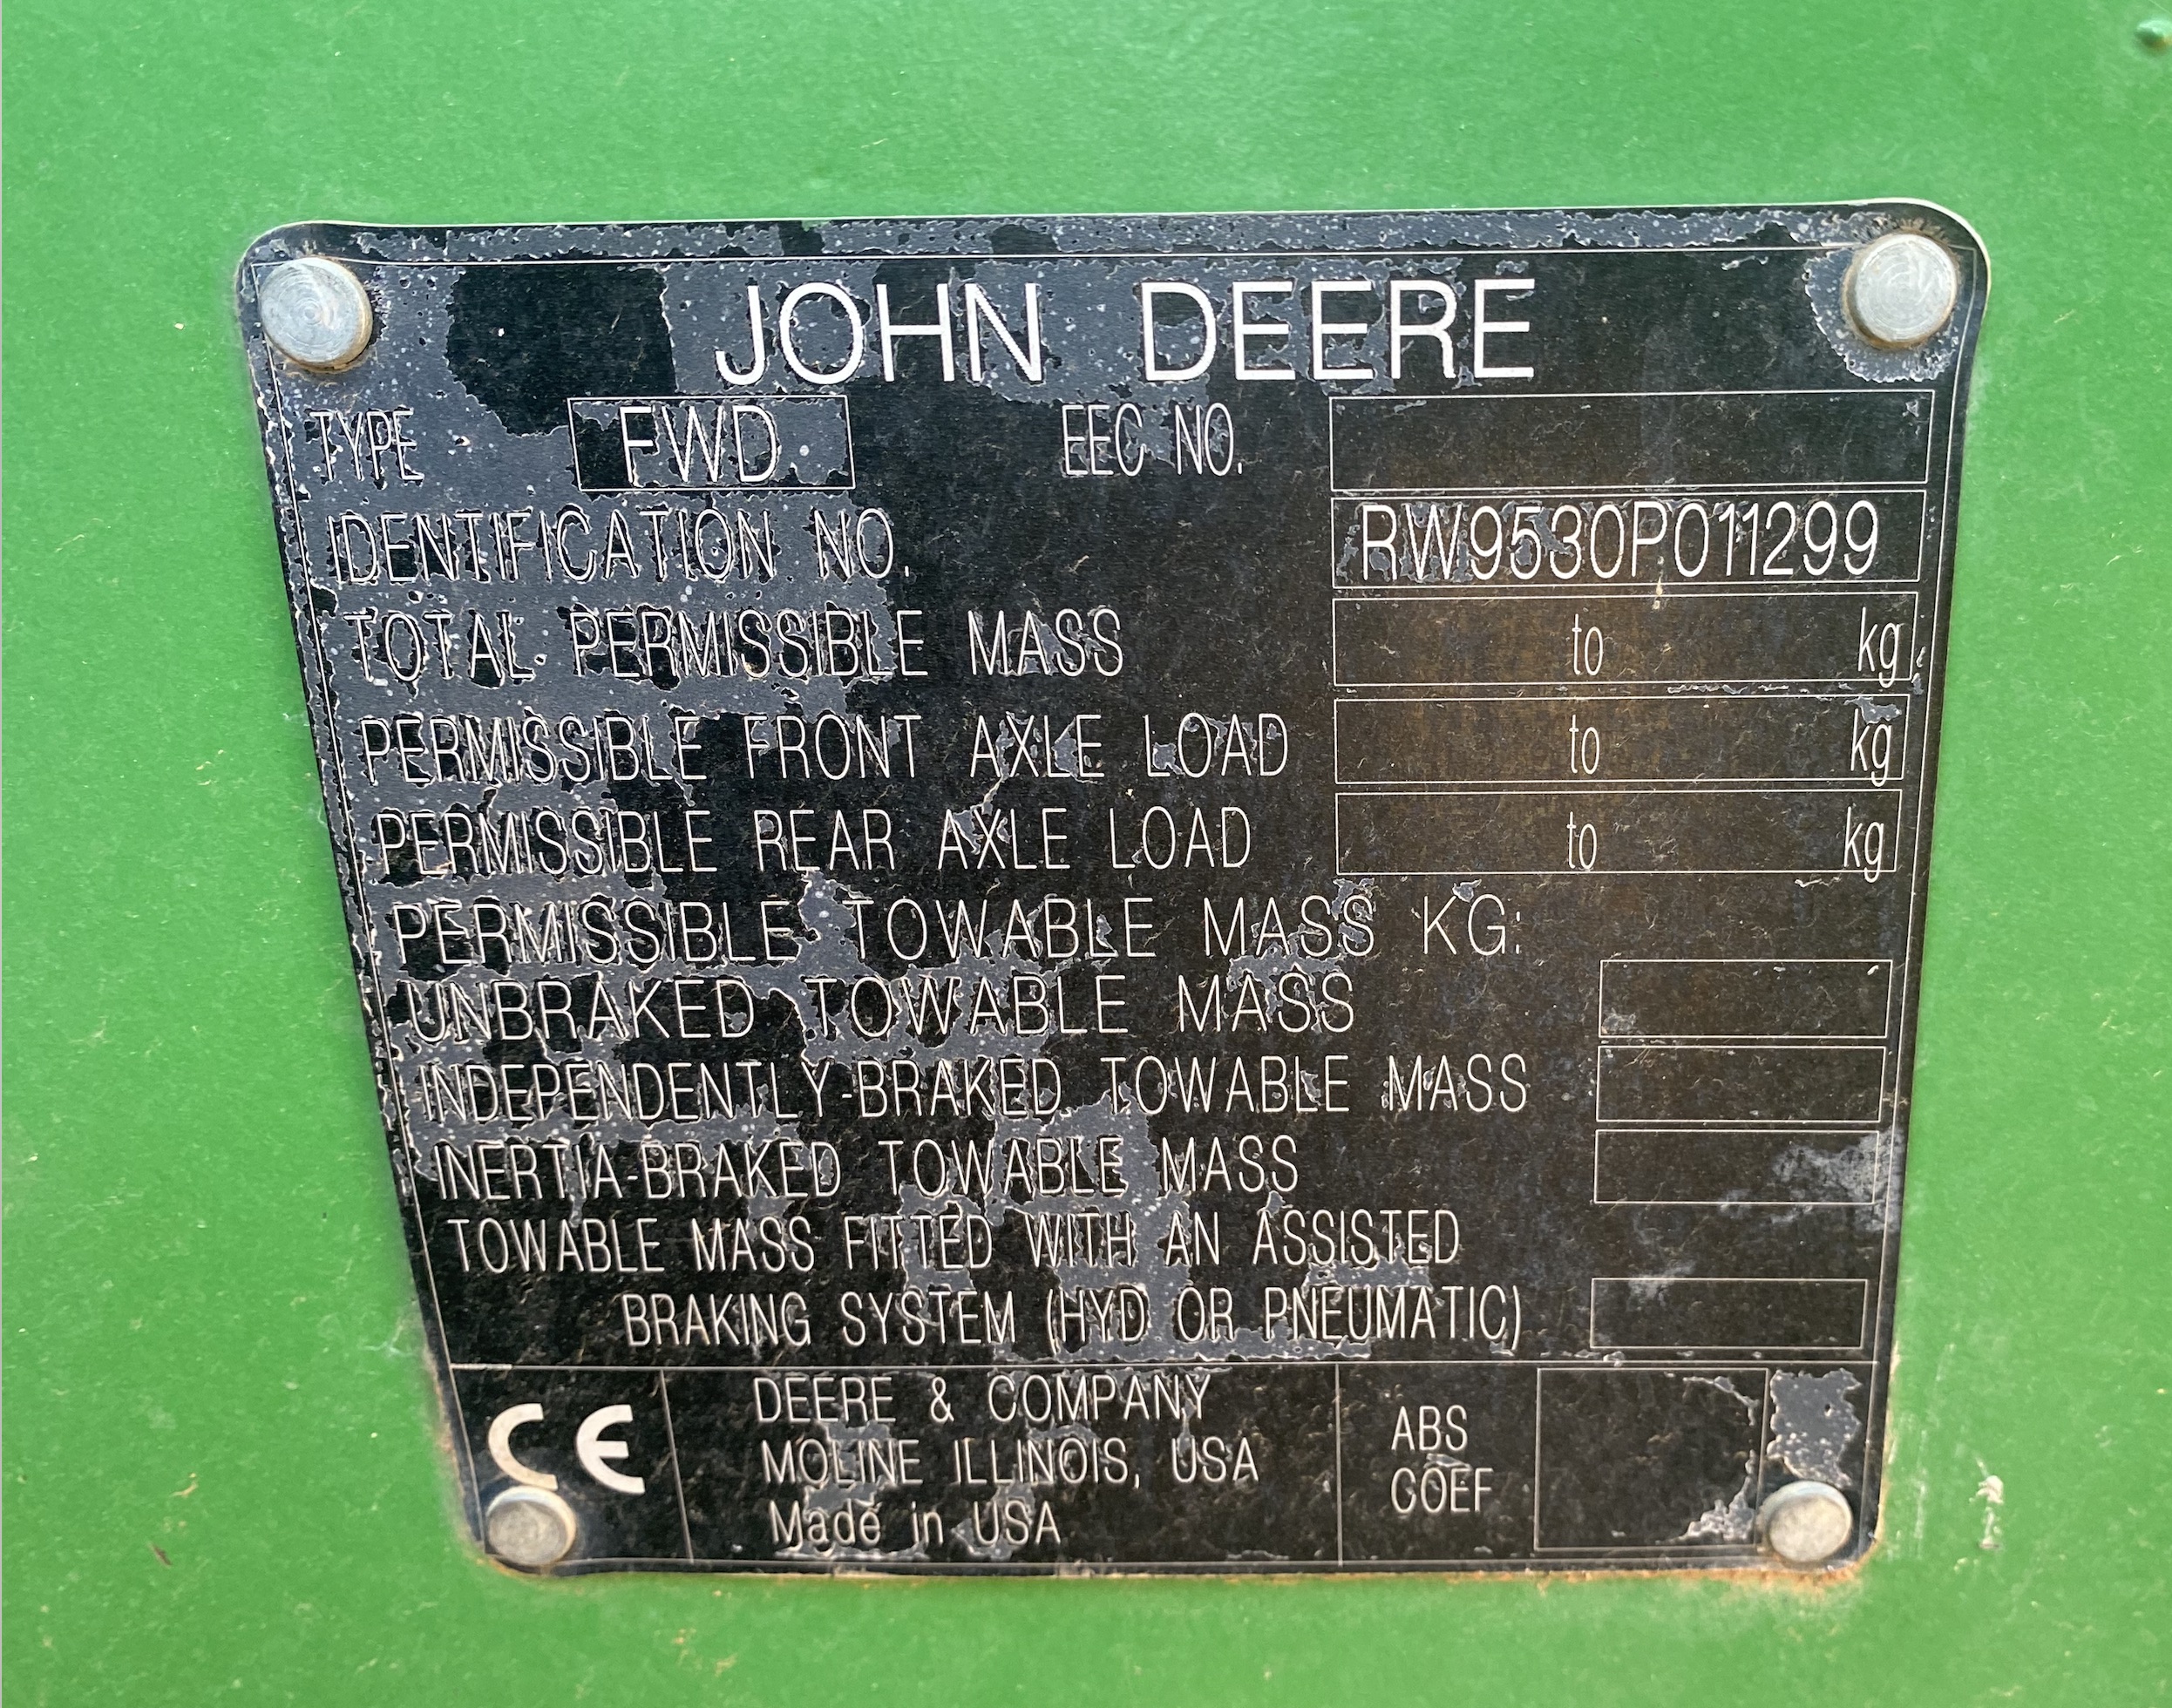 JOHN DEERE
TYPE FWD EEC NO.
IDENTIFICATION NO. RW9530P011299
TOTAL PERMISSIBLE MASS to kg
PERMISSIBLE FRONT AXLE LOAD to kg
PERMISSIBLE REAR AXLE LOAD to kg
PERMISSIBLE TOWABLE MASS KG:
UNBRAKED TOWABLE MASS
INDEPENDENTLY-BRAKED TOWABLE MASS
INERTIA-BRAKED TOWABLE MASS
TOWABLE MASS FITTED WITH AN ASSISTED
BRAKING SYSTEM (HYD OR PNEUMATIC)
CE
DEERE & COMPANY
MOLINE ILLINOIS, USA
Made in USA
ABS
COEF